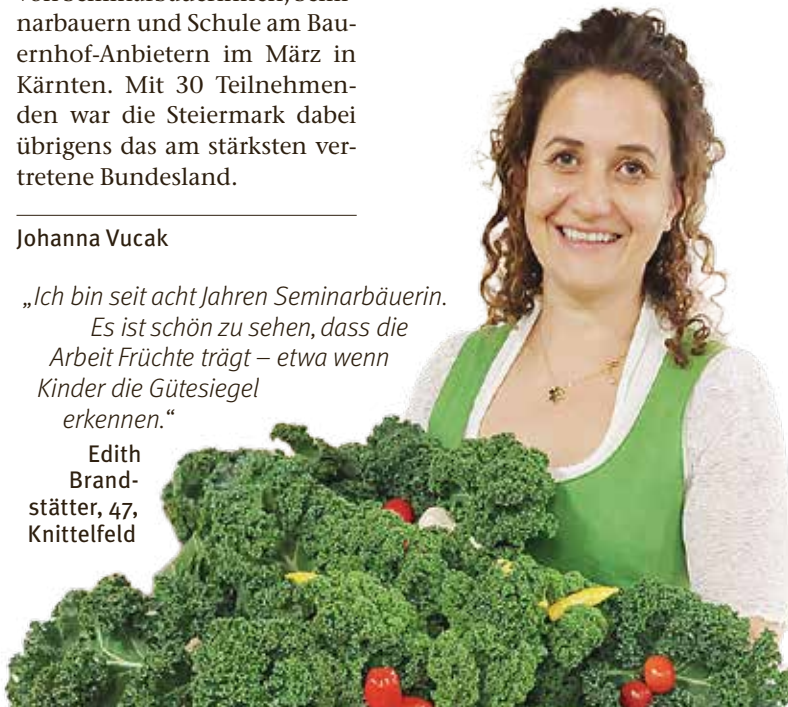 narbauern und Schule am Bau-
ernhof-Anbietern im März in
Kärnten. Mit 30 Teilnehmen-
den war die Steiermark dabei
übrigens das am stärksten ver-
tretene Bundesland.
Johanna Vucak
„Ich bin seit acht Jahren Seminarbäuerin.
Es ist schön zu sehen, dass die
Arbeit Früchte trägt – etwa wenn
Kinder die Gütesiegel
erkennen.“
Edith
Brand-
stätter, 47,
Knittelfeld